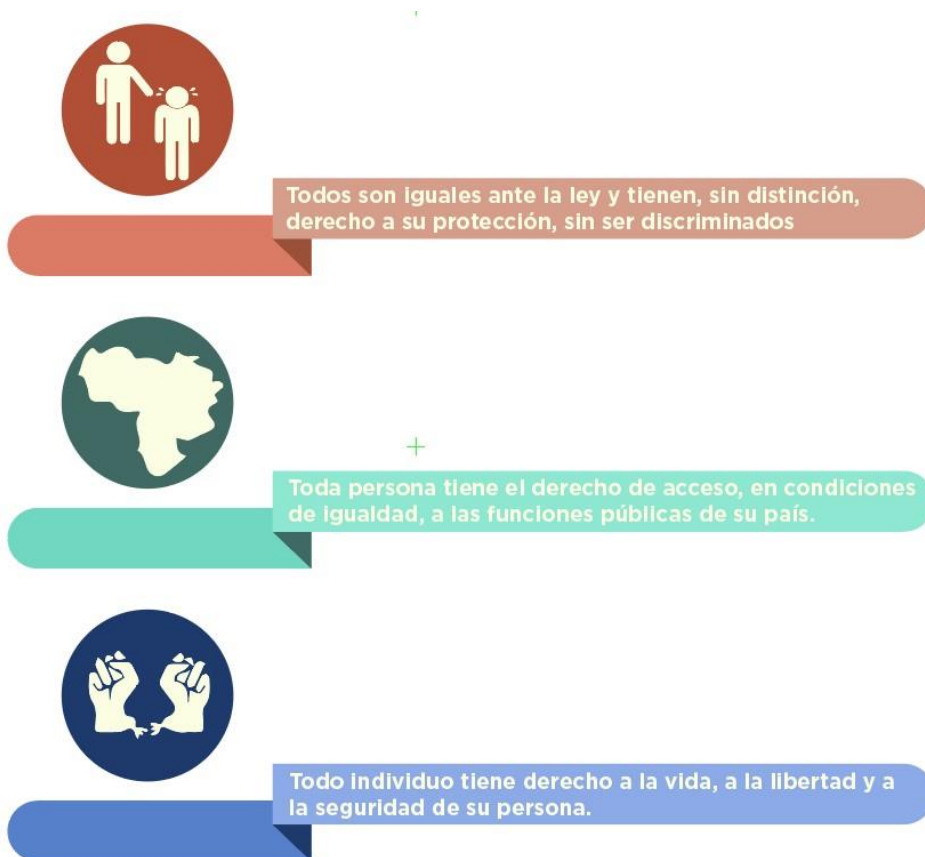 Todos son iguales ante la ley y tienen, sin distinción,
derecho a su protección, sin ser discriminados
Toda persona tiene el derecho de acceso, en condiciones
de igualdad, a las funciones públicas de su país.
Todo individuo tiene derecho a la vida, a la libertad y a
la seguridad de su persona.